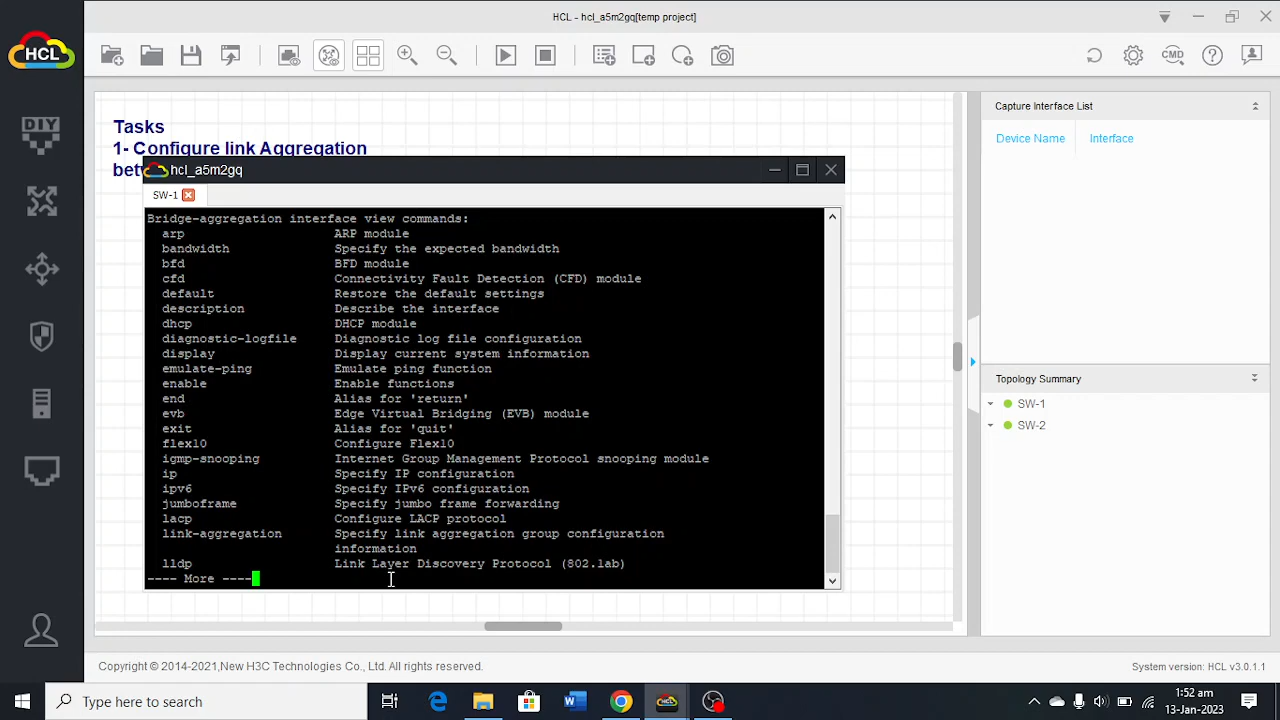 HCL - hcl_a5m2gq[temp project]
HCL
DIY
CMD
Tasks
1- Configure link Aggregation
bet
hcl_a5m2gq
SW-1
Bridge-aggregation interface view commands:
arp ARP module
bandwidth Specify the expected bandwidth
bfd BFD module
cfd Connectivity Fault Detection (CFD) module
default Restore the default settings
description Describe the interface
dhcp DHCP module
diagnostic-logfile Diagnostic log file configuration
display Display current system information
emulate-ping Emulate ping function
enable Enable functions
end Alias for 'return'
evb Edge Virtual Bridging (EVB) module
exit Alias for 'quit'
flex10 Configure Flex10
igmp-snooping Internet Group Management Protocol snooping module
ip Specify IP configuration
ipv6 Specify IPv6 configuration
jumboframe Specify jumbo frame forwarding
lacp Configure LACP protocol
link-aggregation Specify link aggregation group configuration
information
lldp Link Layer Discovery Protocol (802.1ab)
---- More ----
Capture Interface List
Device Name Interface
Topology Summary
SW-1
SW-2
Copyright © 2014-2021,New H3C Technologies Co., Ltd. All rights reserved.
System version: HCL v3.0.1.1
Type here to search
1:52 am
13-Jan-2023